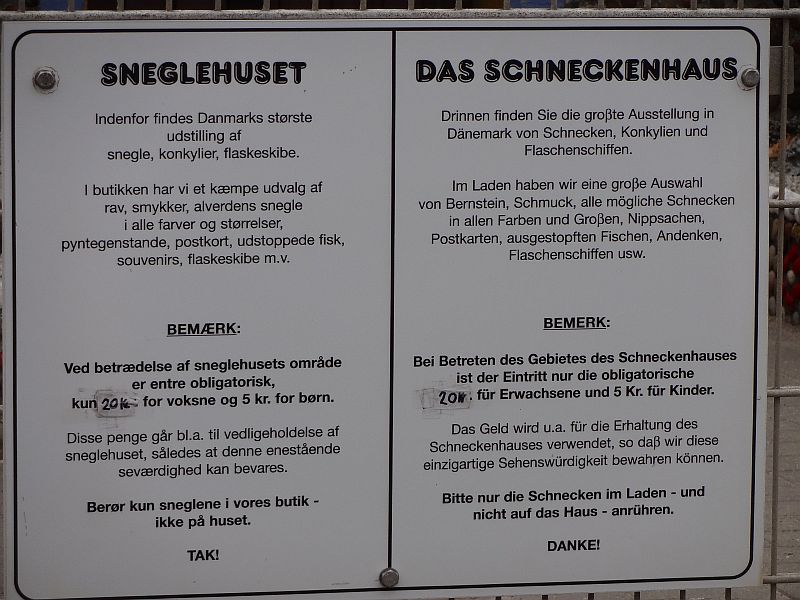 SNEGLEHUSET
Indenfor findes Danmarks største
udstilling af
snegle, konkylier, flaskeskibe.
I butikken har vi et kæmpe udvalg af
rav, smykker, alverdens snegle
i alle farver og størrelser,
pyntegenstande, postkort, udstoppede fisk,
souvenirs, flaskeskibe m.v.
BEMÆRK:
Ved betrædelse af sneglehusets område
er entre obligatorisk,
kun 20 kr. for voksne og 5 kr. for børn.
Disse penge går bl.a. til vedligeholdelse af
sneglehuset, således at denne enestående
seværdighed kan bevares.
Berør kun sneglene i vores butik -
ikke på huset.
TAK!
DAS SCHNECKENHAUS
Drinnen finden Sie die großte Ausstellung in
Dänemark von Schnecken, Konkylien und
Flaschenschiffen.
Im Laden haben wir eine große Auswahl
von Bernstein, Schmuck, alle mögliche Schnecken
in allen Farben und Großen, Nippsachen,
Postkarten, ausgestopften Fischen, Andenken,
Flaschenschiffen usw.
BEMERK:
Bei Betreten des Gebietes des Schneckenhauses
ist der Eintritt nur die obligatorische
20 kr. für Erwachsene und 5 Kr. für Kinder.
Das Geld wird u.a. für die Erhaltung des
Schneckenhauses verwendet, so daß wir diese
einzigartige Sehenswürdigkeit bewahren können.
Bitte nur die Schnecken im Laden - und
nicht auf das Haus - anrühren.
DANKE!